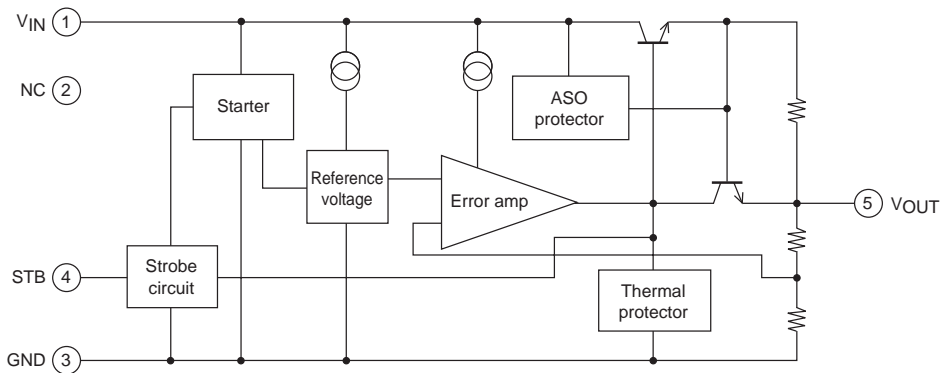 VIN 1
NC 2
Starter
ASO
protector
Reference
voltage
Error amp
5 VOUT
STB 4
Strobe
circuit
Thermal
protector
GND 3